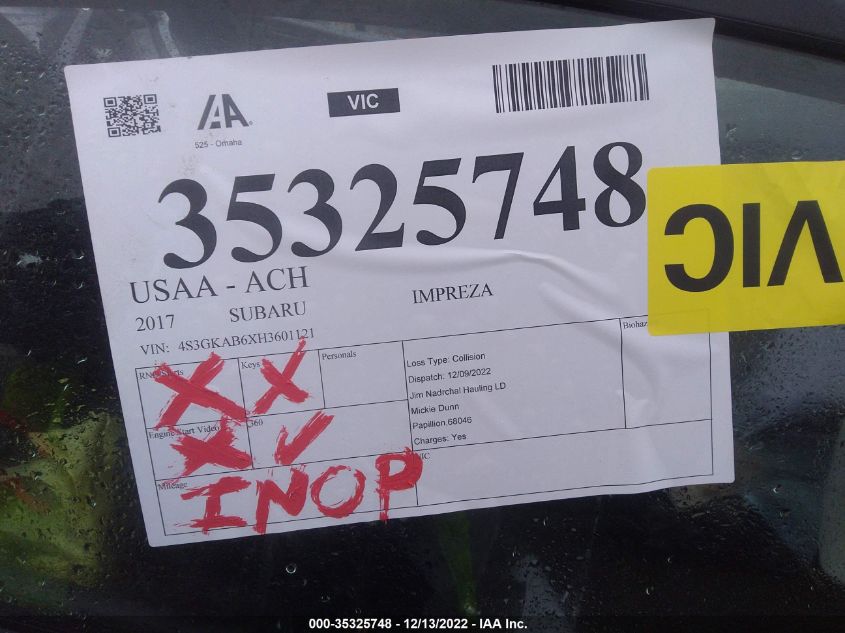 IAA
525 - Omaha
VIC
35325748
USAA - ACH
2017 SUBARU IMPREZA
VIN: 4S3GKAB6XH3601121
Keys
Personals
Biohaz
Loss Type: Collision
Dispatch: 12/09/2022
Jim Nadrchal Hauling LD
Mickie Dunn
Papillion,68046
Charges: Yes
Engine Start Video
360
Mileage
INOP
VIC
000-35325748 - 12/13/2022 - IAA Inc.